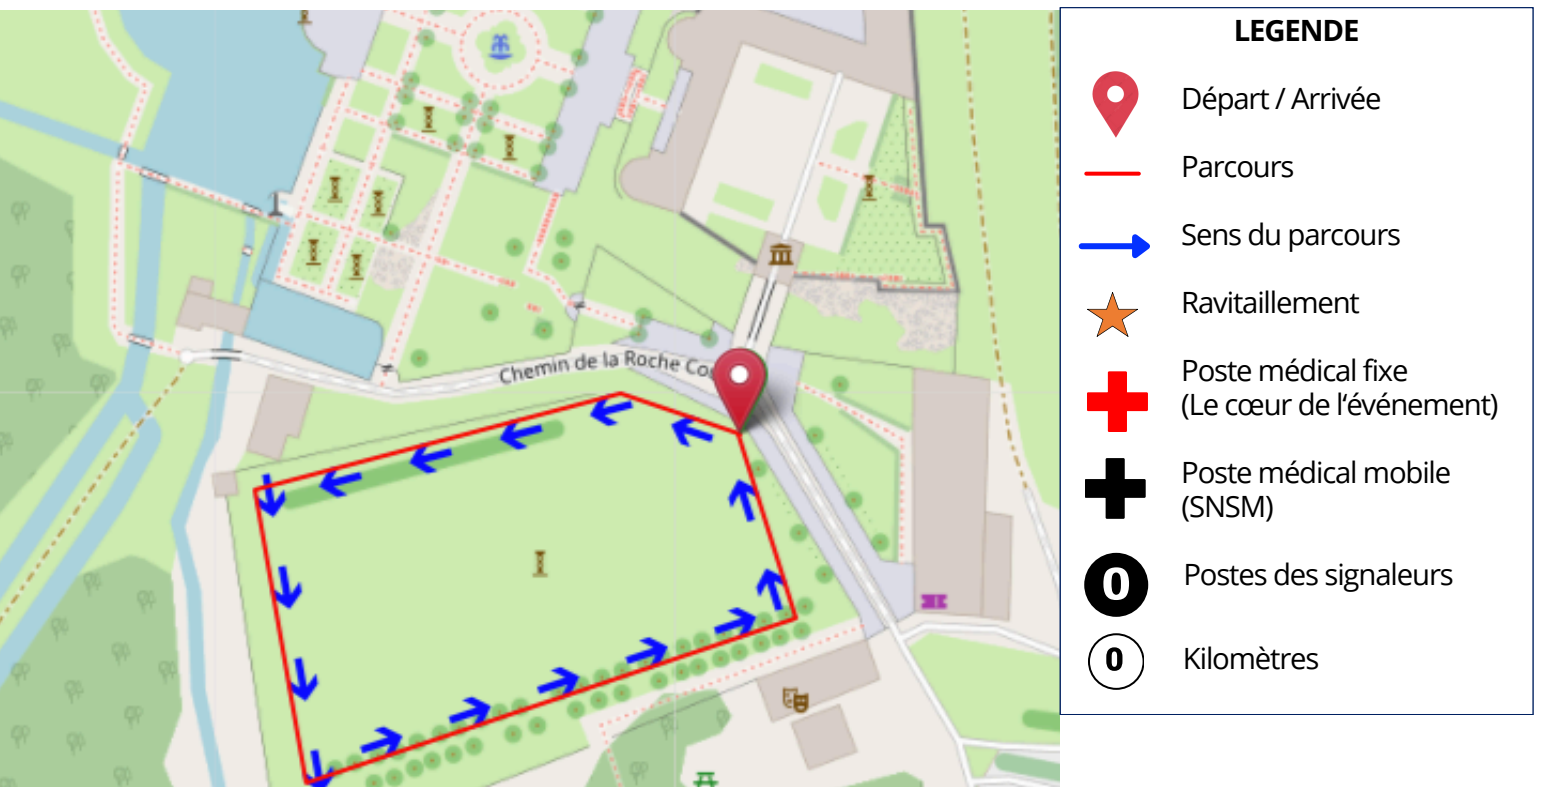 Chemin de la Roche
LEGENDE
Départ / Arrivée
Parcours
Sens du parcours
Ravitaillement
Poste médical fixe
(Le cœur de l'événement)
Poste médical mobile
(SNSM)
0
Postes des signaleurs
0
Kilomètres